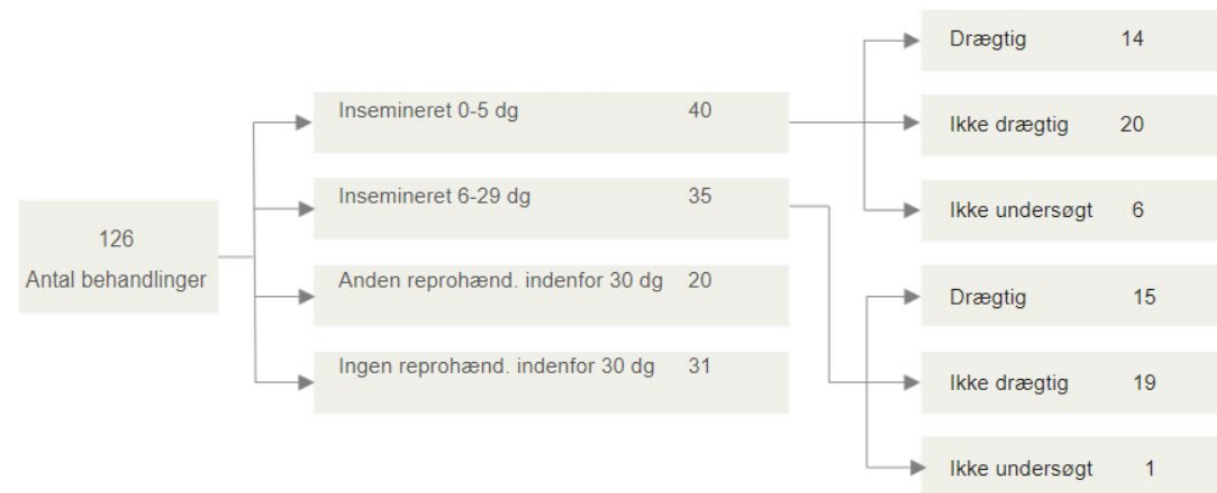 126
Antal behandlinger
Insemineret 0-5 dg 40
Insemineret 6-29 dg 35
Anden reprohænd. indenfor 30 dg 20
Ingen reprohænd. indenfor 30 dg 31
Drægtig 14
Ikke drægtig 20
Ikke undersøgt 6
Drægtig 15
Ikke drægtig 19
Ikke undersøgt 1